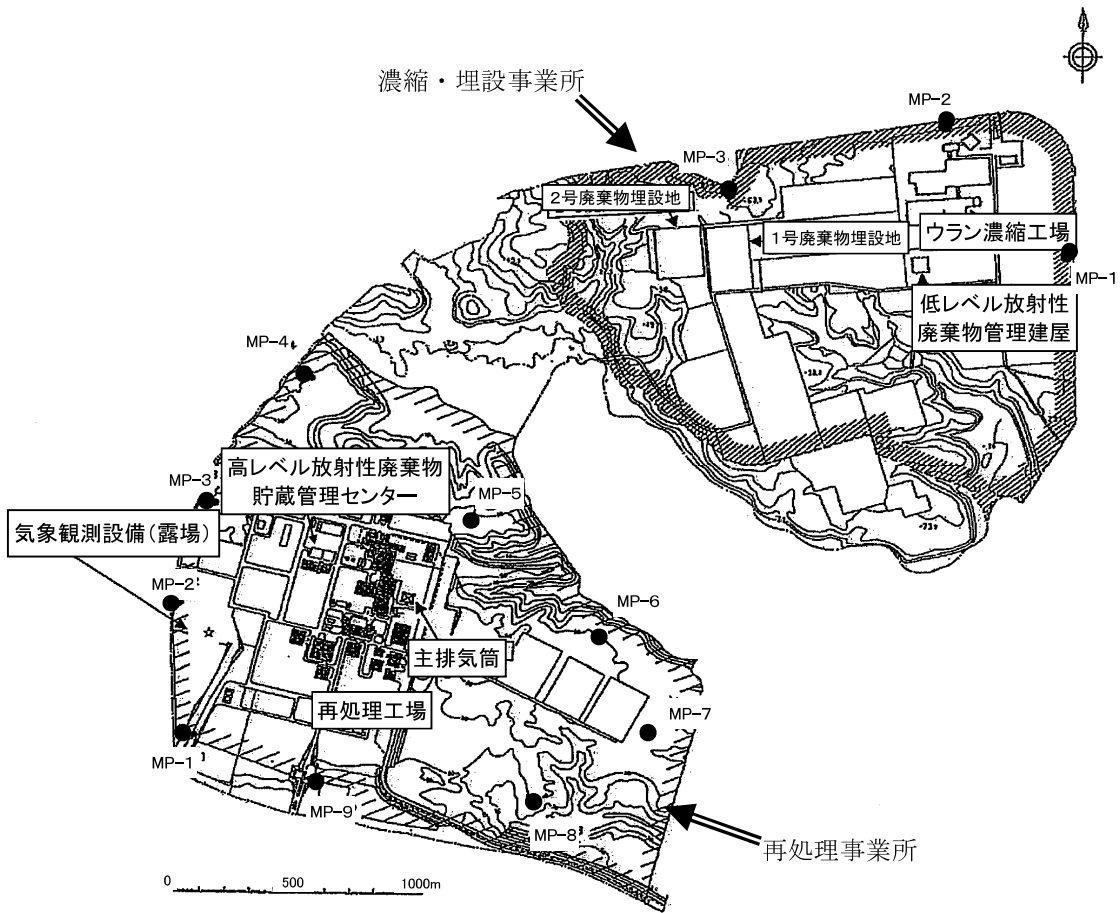 濃縮・埋設事業所
MP-2
MP-3
2号廃棄物埋設地
1号廃棄物埋設地
ウラン濃縮工場
MP-1
低レベル放射性
廃棄物管理建屋
MP-4
高レベル放射性廃棄物
貯蔵管理センター
MP-3
MP-5
気象観測設備(露場)
MP-2
MP-6
主排気筒
再処理工場
MP-7
MP-1
MP-9
MP-8
再処理事業所
0
500
1000m